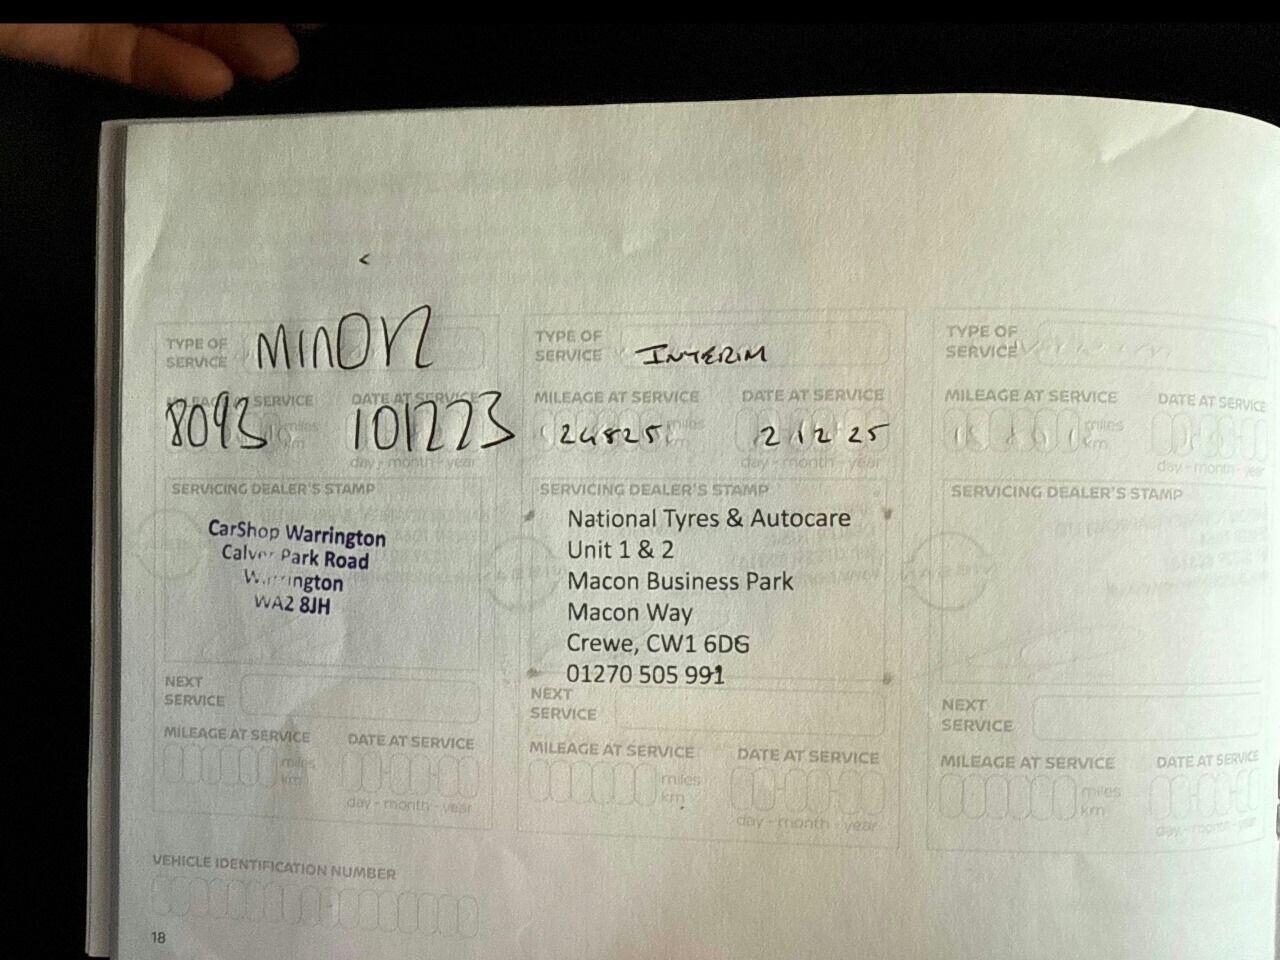 TYPE OF SERVICE MINOR
MILEAGE AT SERVICE DATE AT SERVICE
8093 miles km 101223
day - month - year
SERVICING DEALER'S STAMP
CarShop Warrington
Calver Park Road
Warrington
WA2 8JH
NEXT SERVICE
MILEAGE AT SERVICE DATE AT SERVICE
miles km
day - month - year
TYPE OF SERVICE INTERIM
MILEAGE AT SERVICE DATE AT SERVICE
24825 km 2 12 25
day - month - year
SERVICING DEALER'S STAMP
National Tyres & Autocare
Unit 1 & 2
Macon Business Park
Macon Way
Crewe, CW1 6DG
01270 505 991
NEXT SERVICE
MILEAGE AT SERVICE DATE AT SERVICE
miles km
day - month - year
TYPE OF SERVICE
MILEAGE AT SERVICE DATE AT SERVICE
miles km
day - month - year
SERVICING DEALER'S STAMP
NEXT SERVICE
MILEAGE AT SERVICE DATE AT SERVICE
miles km
day - month - year
VEHICLE IDENTIFICATION NUMBER
18